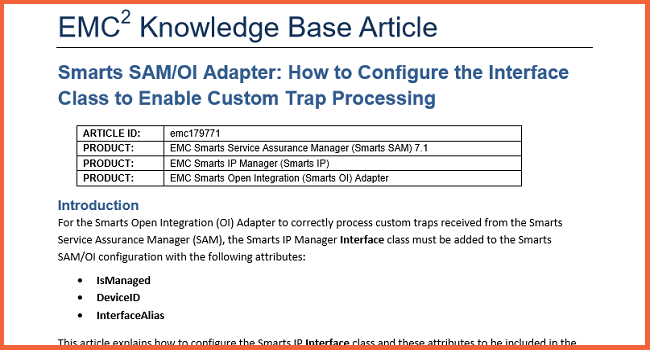 EMC² Knowledge Base Article
Smarts SAM/OI Adapter: How to Configure the Interface
Class to Enable Custom Trap Processing
ARTICLE ID: emc179771
PRODUCT: EMC Smarts Service Assurance Manager (Smarts SAM) 7.1
PRODUCT: EMC Smarts IP Manager (Smarts IP)
PRODUCT: EMC Smarts Open Integration (Smarts OI) Adapter
Introduction
For the Smarts Open Integration (OI) Adapter to correctly process custom traps received from the Smarts
Service Assurance Manager (SAM), the Smarts IP Manager Interface class must be added to the Smarts
SAM/OI configuration with the following attributes:
• IsManaged
• DeviceID
• InterfaceAlias
This article explains how to configure the Smarts IP Interface class and these attributes to be included in the